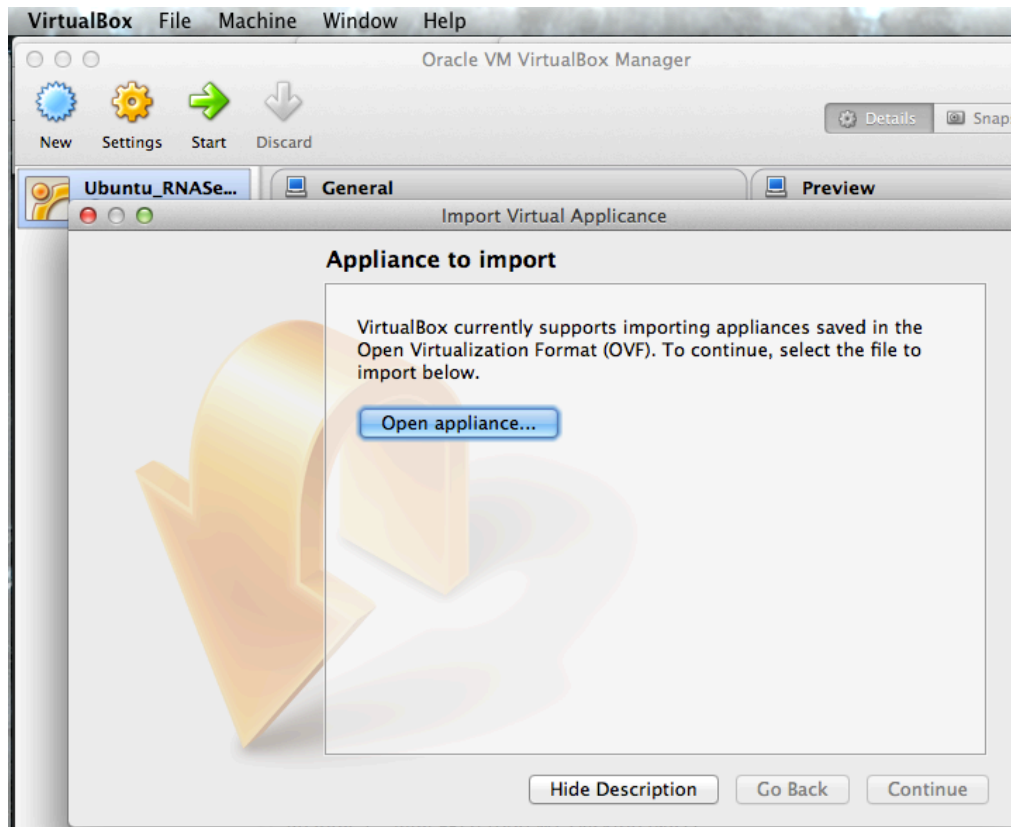 VirtualBox File Machine Window Help
Oracle VM VirtualBox Manager
New Settings Start Discard
Details Snap
Ubuntu_RNASe... General Preview
Import Virtual Applicance
Appliance to import
VirtualBox currently supports importing appliances saved in the
Open Virtualization Format (OVF). To continue, select the file to
import below.
Open appliance...
Hide Description Go Back Continue